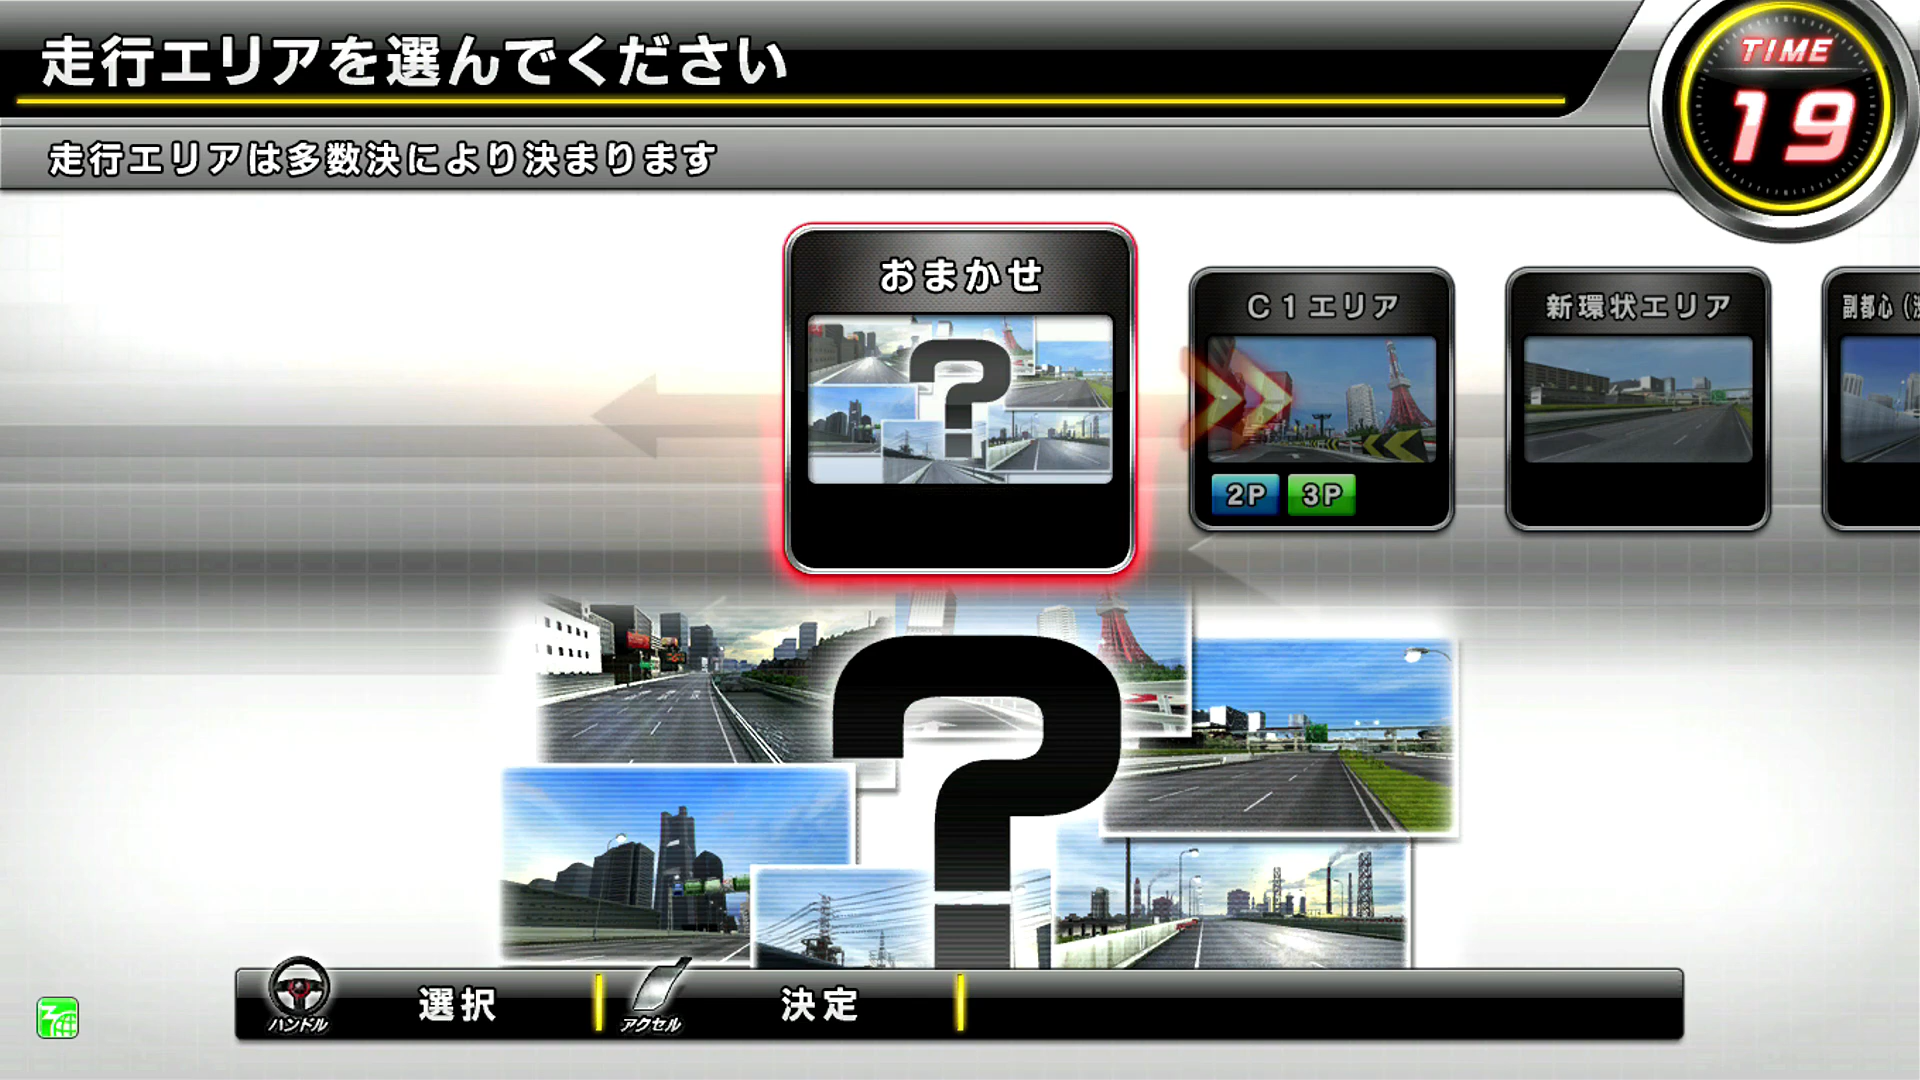 走行エリアを選んでください
TIME
19
走行エリアは多数決により決まります
おまかせ
C1エリア
新環状エリア
副都心(
?
2P
3P
?
ハンドル
選択
アクセル
決定